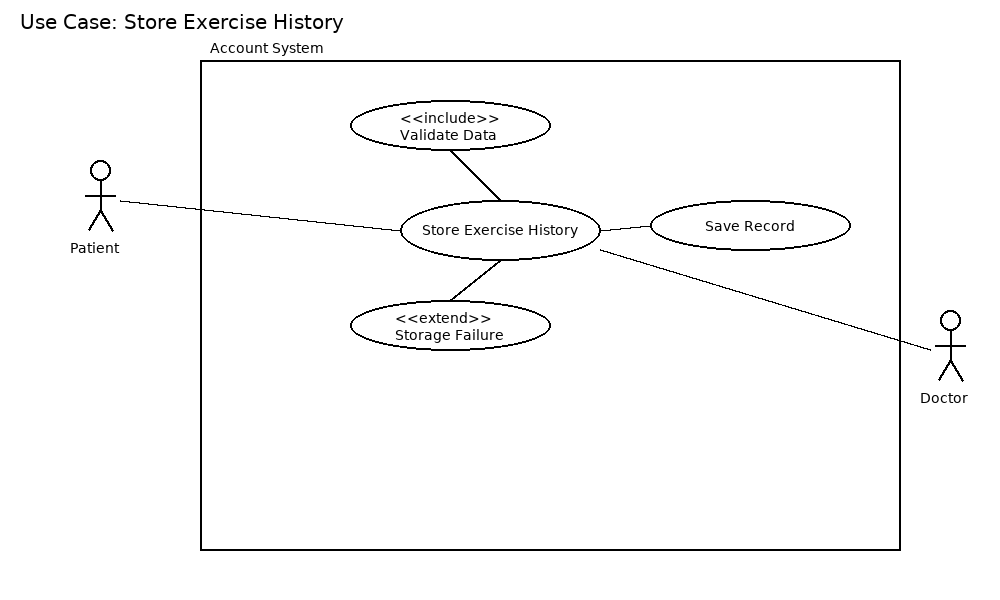 Use Case: Store Exercise History
Account System
<<include>>
Validate Data
Patient
Store Exercise History
Save Record
<<extend>>
Storage Failure
Doctor